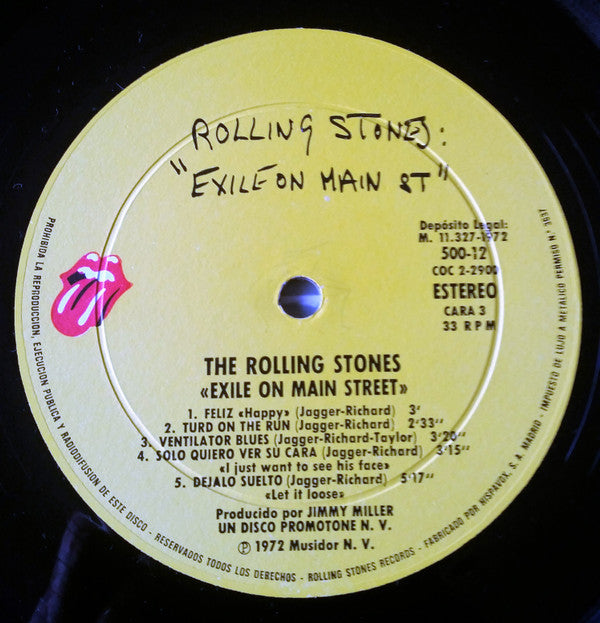 ROLLING STONES:
"EXILE ON MAIN ST"
Depósito Legal:
M. 11.327-1972
500-12
COC 2-2900
ESTEREO
CARA 3
33 RPM
THE ROLLING STONES
«EXILE ON MAIN STREET»
1. FELIZ «Happy» (Jagger-Richard) 3'
2. TURD ON THE RUN (Jagger-Richard) 2'33"
3. VENTILATOR BLUES (Jagger-Richard-Taylor) 3'20"
4. SOLO QUIERO VER SU CARA (Jagger-Richard) 3'15"
«I just want to see his face»
5. DEJALO SUELTO (Jagger-Richard) 5'17"
«Let it loose»
Producido por JIMMY MILLER
UN DISCO PROMOTONE N. V.
Ⓟ 1972 Musidor N. V.
PROHIBIDA LA REPRODUCCION, EJECUCION PUBLICA Y RADIODIFUSION DE ESTE DISCO - RESERVADOS TODOS LOS DERECHOS - ROLLING STONES RECORDS - FABRICADO POR HISPAVOX, S. A. MADRID - IMPUESTO DE LUJO A METALICO PERMISO N.º 3637